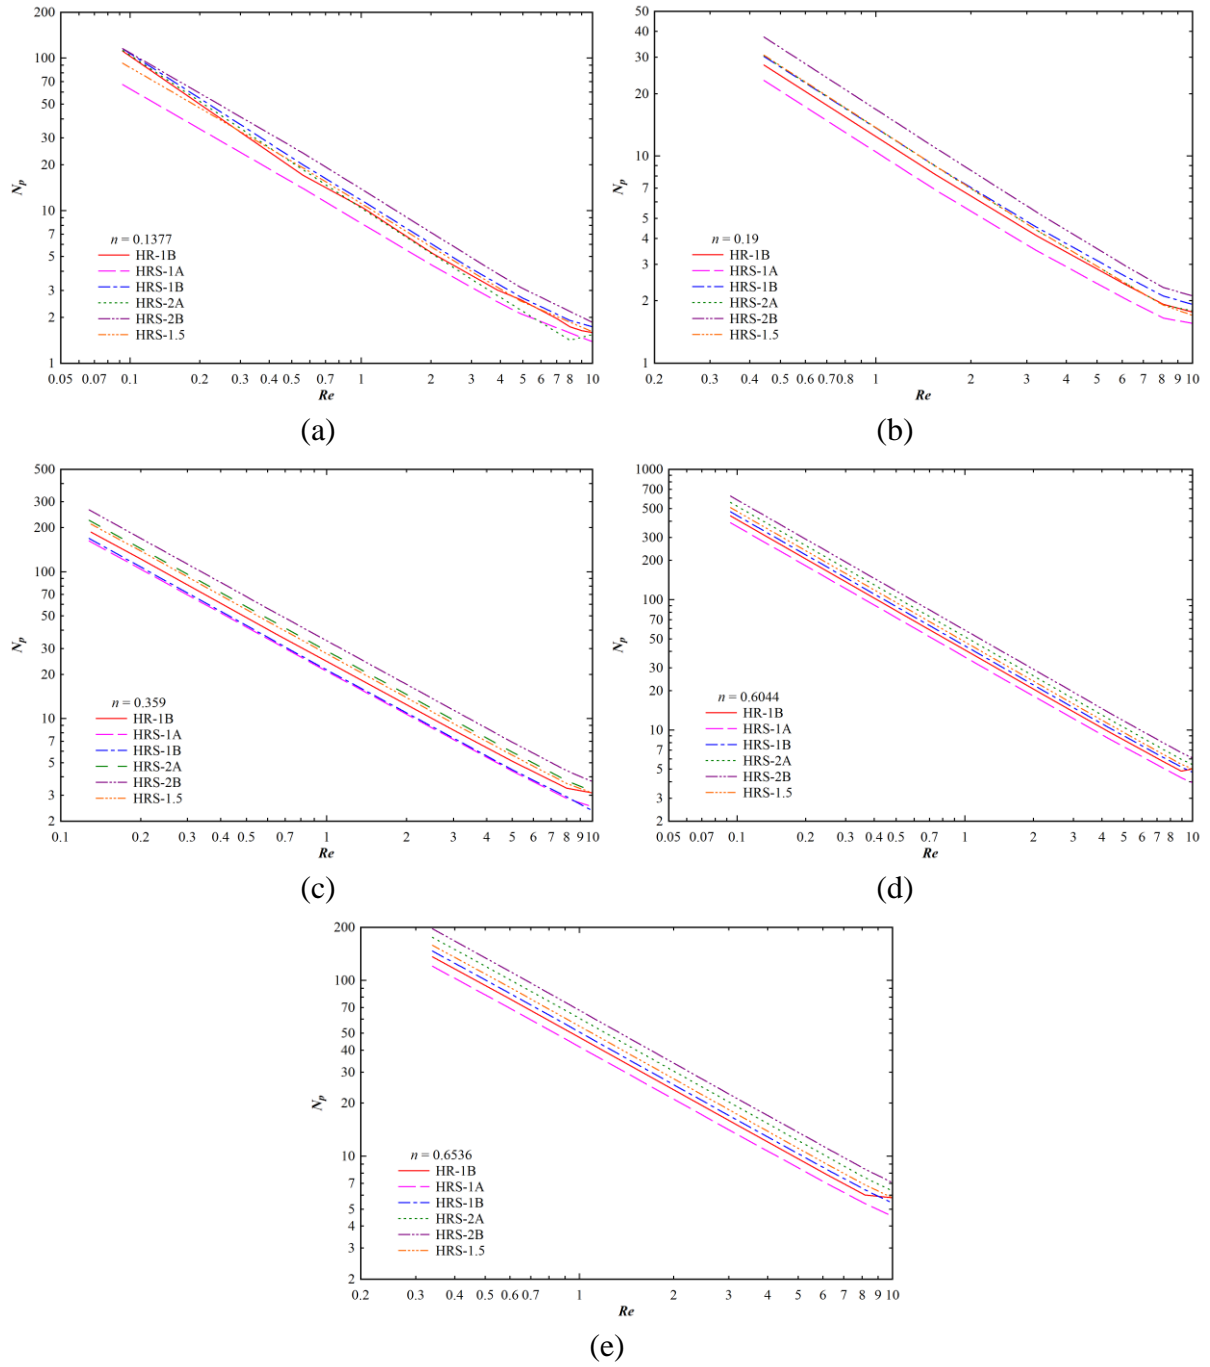 200
100
70
50
30
20
10
7
5
4
3
2
1
N_p
n = 0.1377
HR-1B
HRS-1A
HRS-1B
HRS-2A
HRS-2B
HRS-1.5
0.05 0.07 0.1 0.2 0.3 0.4 0.5 0.7 1 2 3 4 5 6 7 8 10
Re
(a)
50
40
30
20
10
7
5
4
3
2
1
N_p
n = 0.19
HR-1B
HRS-1A
HRS-1B
HRS-2A
HRS-2B
HRS-1.5
0.2 0.3 0.4 0.5 0.6 0.70.8 1 2 3 4 5 6 7 8 9 10
Re
(b)
500
300
200
100
70
50
30
20
10
7
5
4
3
2
N_p
n = 0.359
HR-1B
HRS-1A
HRS-1B
HRS-2A
HRS-2B
HRS-1.5
0.1 0.2 0.3 0.4 0.5 0.7 1 2 3 4 5 6 7 8 9 10
Re
(c)
1000
700
500
300
200
100
70
50
30
20
10
7
5
3
2
N_p
n = 0.6044
HR-1B
HRS-1A
HRS-1B
HRS-2A
HRS-2B
HRS-1.5
0.05 0.07 0.1 0.2 0.3 0.4 0.5 0.7 1 2 3 4 5 6 7 8 10
Re
(d)
200
100
70
50
40
30
20
10
7
5
4
3
2
N_p
n = 0.6536
HR-1B
HRS-1A
HRS-1B
HRS-2A
HRS-2B
HRS-1.5
0.2 0.3 0.4 0.5 0.6 0.7 1 2 3 4 5 6 7 8 9 10
Re
(e)